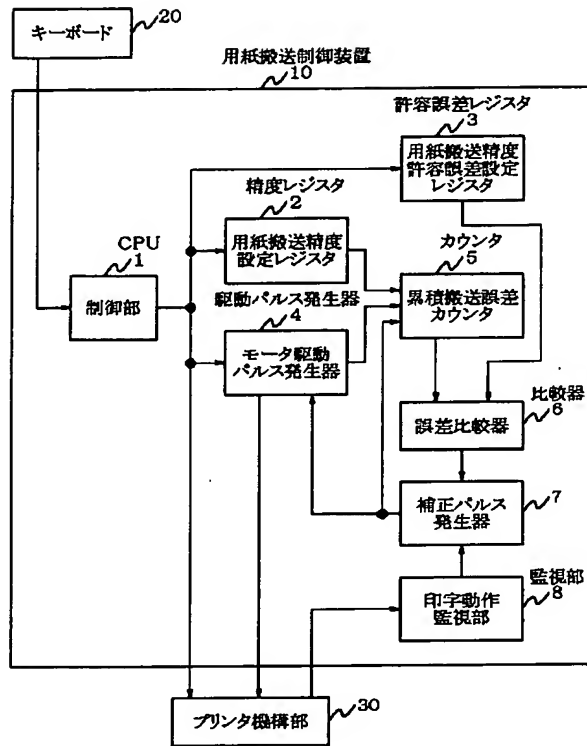 キーボード
20
用紙搬送制御装置
10
許容誤差レジスタ
3
用紙搬送精度
許容誤差設定
レジスタ
精度レジスタ
2
用紙搬送精度
設定レジスタ
CPU
1
制御部
カウンタ
5
累積搬送誤差
カウンタ
駆動パルス発生器
4
モータ駆動
パルス発生器
比較器
6
誤差比較器
補正パルス
発生器
7
監視部
8
印字動作
監視部
プリンタ機構部
30